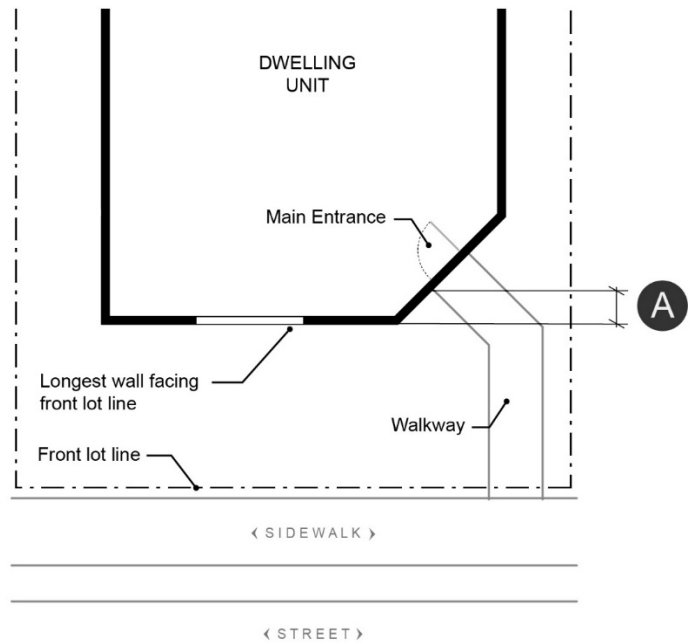 DWELLING
UNIT
Main Entrance
A
Longest wall facing
front lot line
Walkway
Front lot line
SIDEWALK
STREET